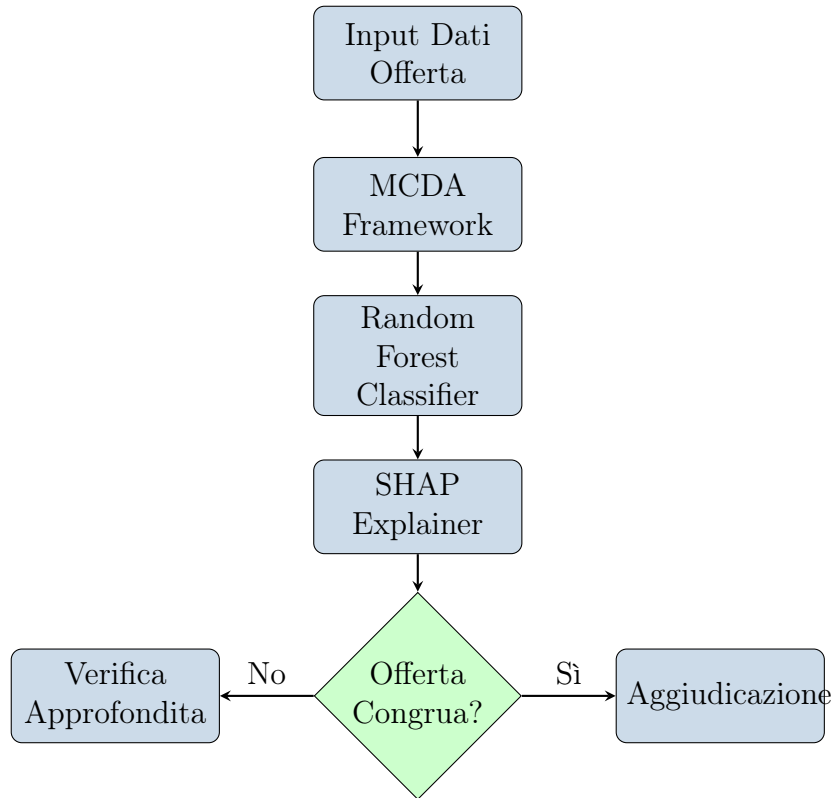 Input Dati
Offerta
MCDA
Framework
Random
Forest
Classifier
SHAP
Explainer
Verifica
Approfondita
No
Offerta
Congrua?
Sì
Aggiudicazione